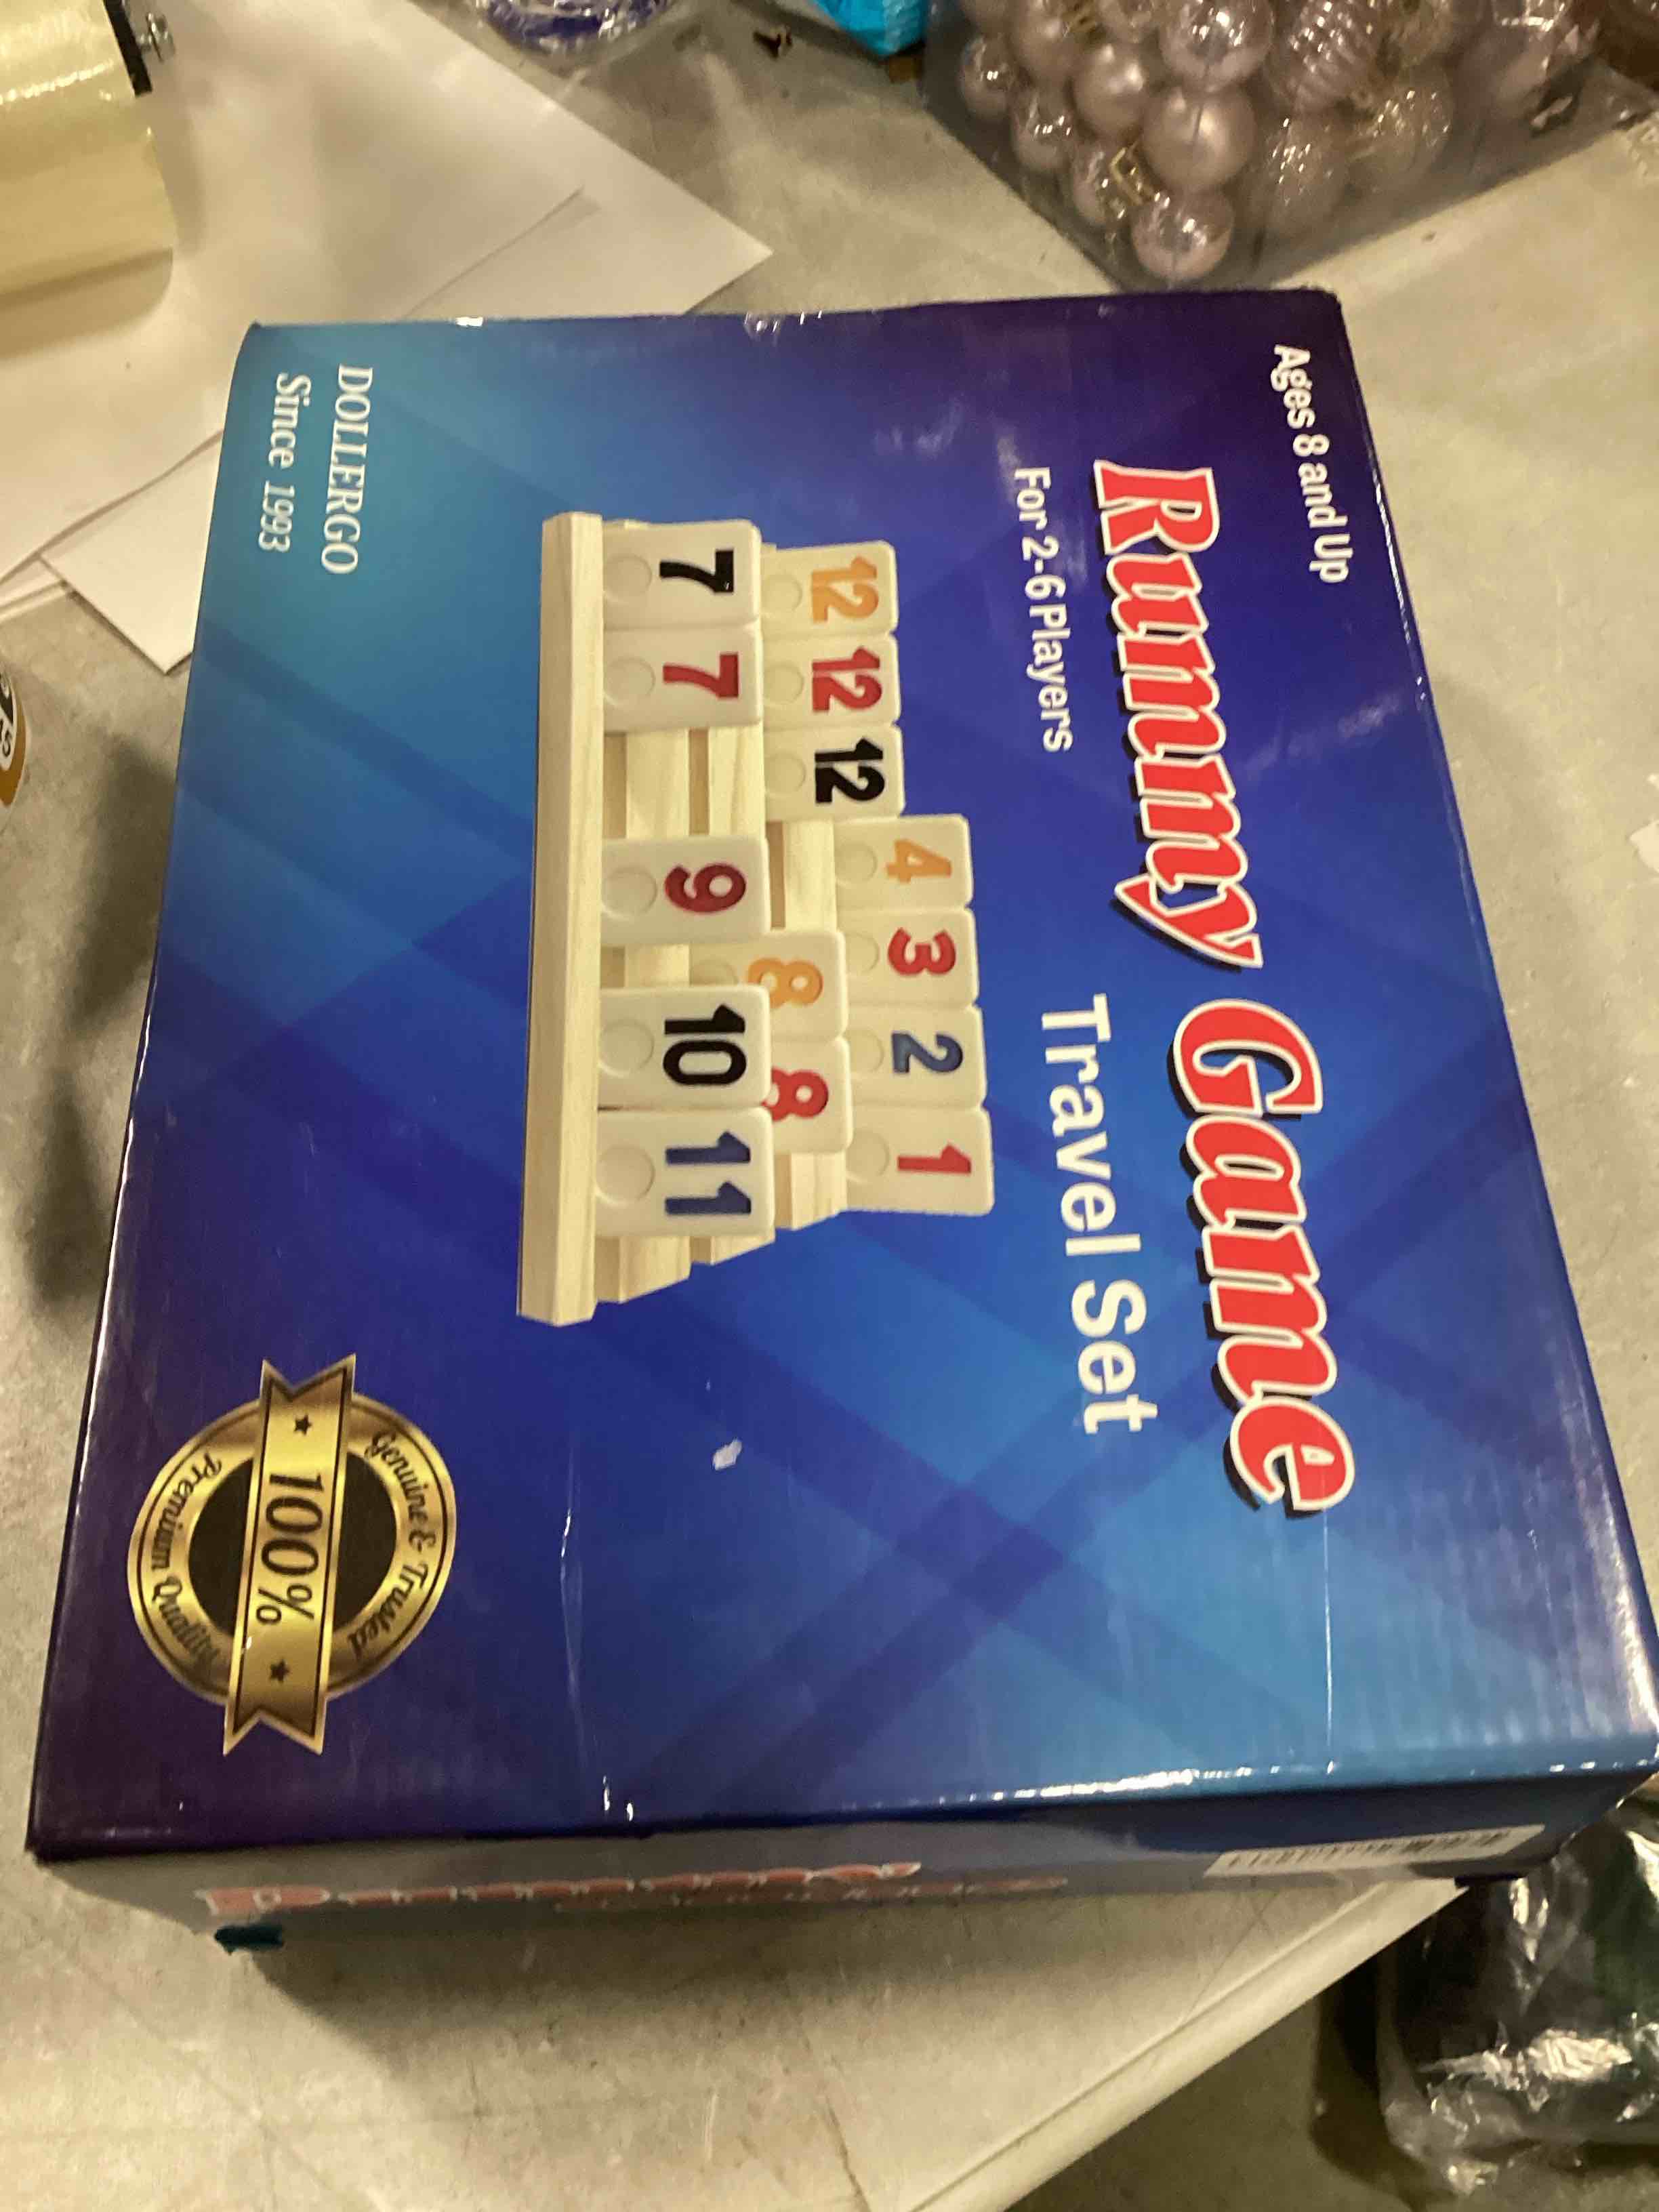 Ages 8 and Up
Rummy Game
For 2-6 Players
Travel Set
4 3 2 1
12 12 12
8 8
7 7 9 10 11
DOLLERGO
Since 1993
Genuine & Trusted
100%
Premium Quality